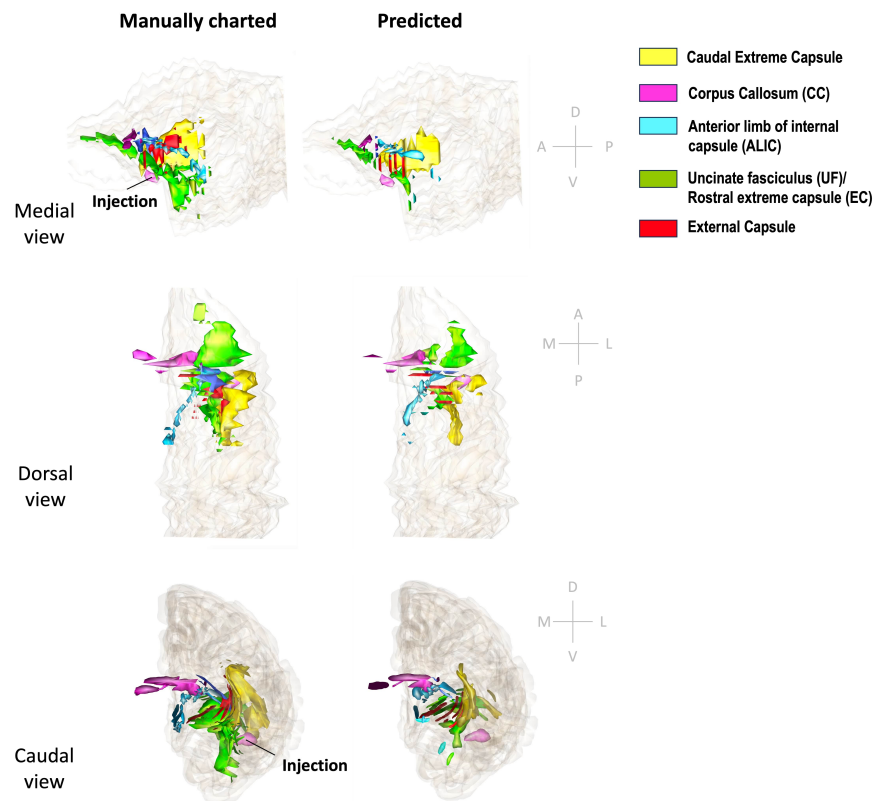 Manually charted
Predicted
Caudal Extreme Capsule
Corpus Callosum (CC)
Anterior limb of internal
capsule (ALIC)
Uncinate fasciculus (UF)/
Rostral extreme capsule (EC)
External Capsule
D
A
P
V
Injection
Medial
view
A
M
L
P
Dorsal
view
D
M
L
V
Injection
Caudal
view